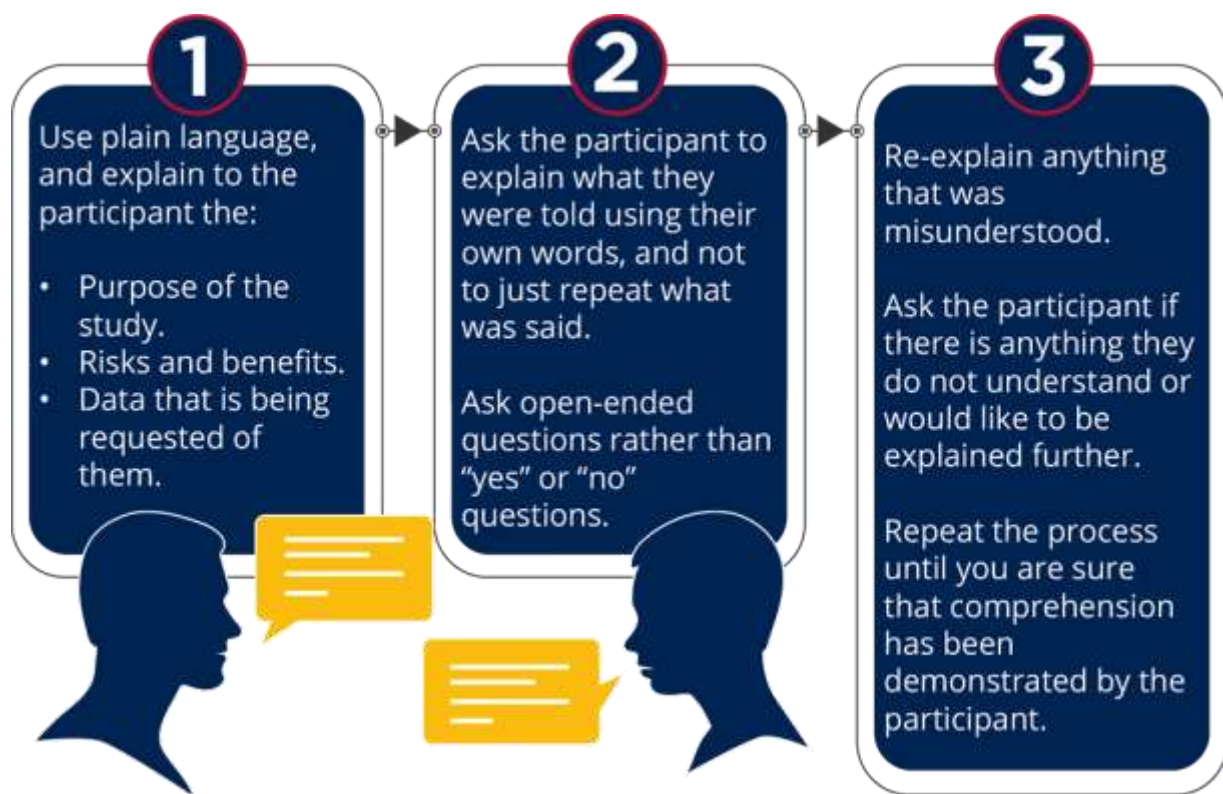 1
Use plain language,
and explain to the
participant the:
• Purpose of the
study.
• Risks and benefits.
• Data that is being
requested of
them.
2
Ask the participant to
explain what they
were told using their
own words, and not
to just repeat what
was said.
Ask open-ended
questions rather than
“yes” or “no”
questions.
3
Re-explain anything
that was
misunderstood.
Ask the participant if
there is anything they
do not understand or
would like to be
explained further.
Repeat the process
until you are sure
that comprehension
has been
demonstrated by the
participant.